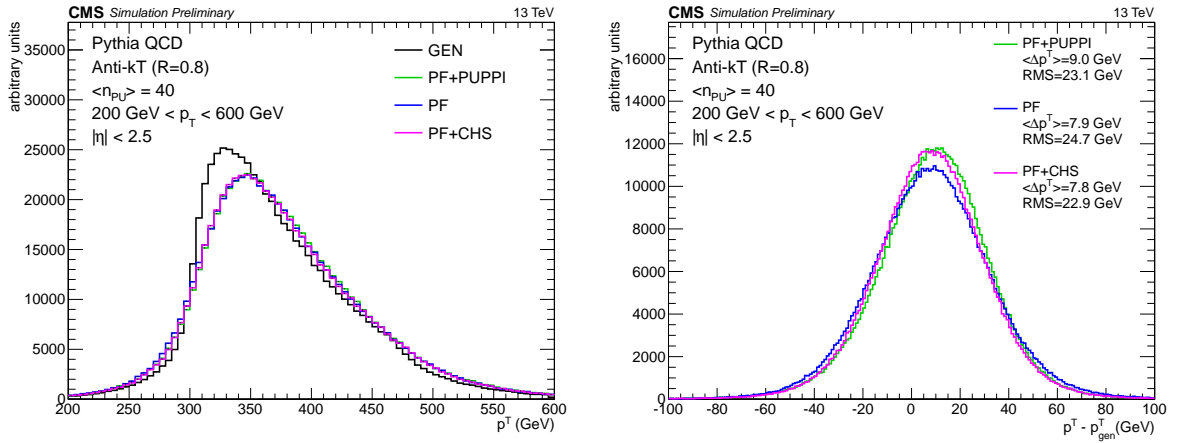 CMS Simulation Preliminary 13 TeV
arbitrary units
35000
30000
25000
20000
15000
10000
5000
0
Pythia QCD
Anti-kT (R=0.8)
<n_PU> = 40
200 GeV < p_T < 600 GeV
|η| < 2.5
GEN
PF+PUPPI
PF
PF+CHS
200 250 300 350 400 450 500 550 600
p^T (GeV)
CMS Simulation Preliminary 13 TeV
arbitrary units
16000
14000
12000
10000
8000
6000
4000
2000
0
Pythia QCD
Anti-kT (R=0.8)
<n_PU> = 40
200 GeV < p_T < 600 GeV
|η| < 2.5
PF+PUPPI
<Δp^T>=9.0 GeV
RMS=23.1 GeV
PF
<Δp^T>=7.9 GeV
RMS=24.7 GeV
PF+CHS
<Δp^T>=7.8 GeV
RMS=22.9 GeV
-100 -80 -60 -40 -20 0 20 40 60 80 100
p^T - p^T_gen (GeV)